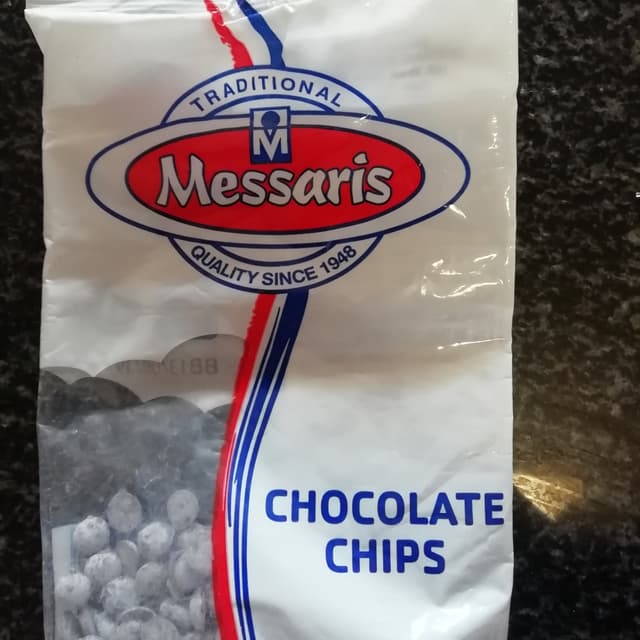 TRADITIONAL
M
Messaris
QUALITY SINCE 1948
CHOCOLATE
CHIPS